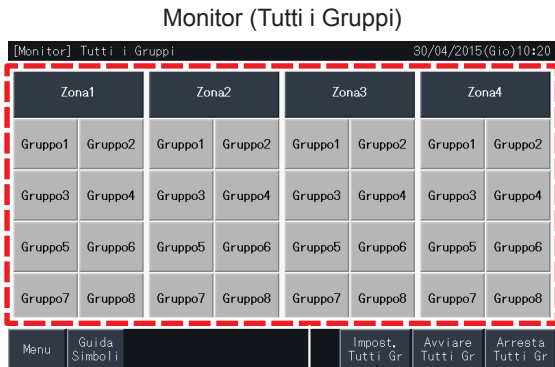 Monitor (Tutti i Gruppi)
[Monitor] Tutti i Gruppi 30/04/2015(Gio)10:20
Zona1 Zona2 Zona3 Zona4
Gruppo1 Gruppo2 Gruppo1 Gruppo2 Gruppo1 Gruppo2 Gruppo1 Gruppo2
Gruppo3 Gruppo4 Gruppo3 Gruppo4 Gruppo3 Gruppo4 Gruppo3 Gruppo4
Gruppo5 Gruppo6 Gruppo5 Gruppo6 Gruppo5 Gruppo6 Gruppo5 Gruppo6
Gruppo7 Gruppo8 Gruppo7 Gruppo8 Gruppo7 Gruppo8 Gruppo7 Gruppo8
Menu
Guida
Simboli
Impost.
Tutti Gr
Avviare
Tutti Gr
Arresta
Tutti Gr